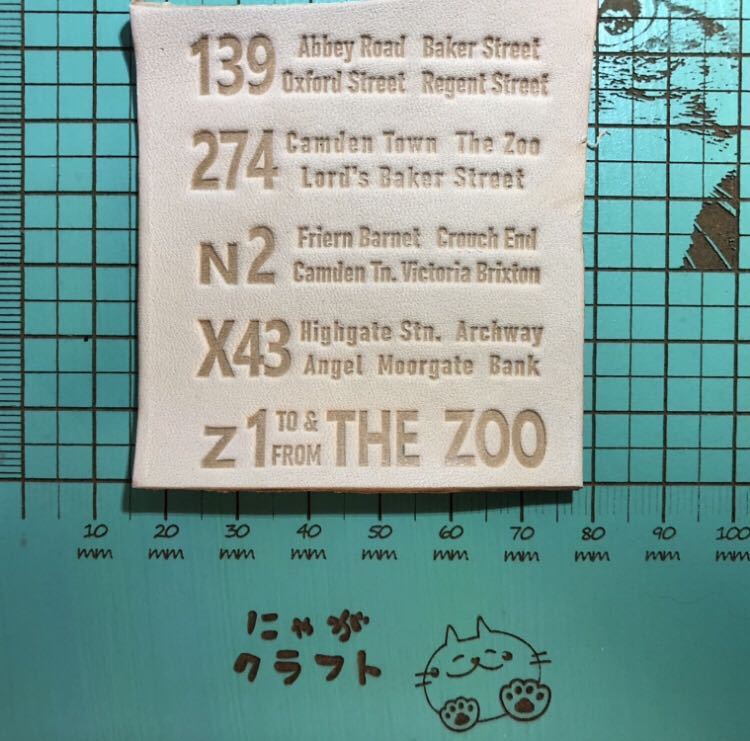 139 Abbey Road Baker Street
Oxford Street Regent Street
274 Camden Town The Zoo
Lord's Baker Street
N2 Friern Barnet Crouch End
Camden Tn. Victoria Brixton
X43 Highgate Stn. Archway
Angel Moorgate Bank
Z1 TO & FROM THE ZOO
10 20 30 40 50 60 70 80 90 100
mm mm mm mm mm mm mm mm mm mm
にゃが
クラフト